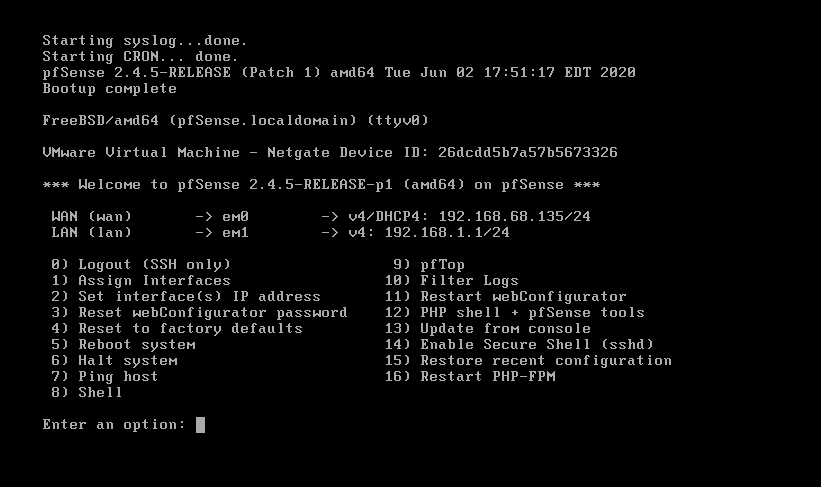 Starting syslog...done.
Starting CRON... done.
pfSense 2.4.5-RELEASE (Patch 1) amd64 Tue Jun 02 17:51:17 EDT 2020
Bootup complete
FreeBSD/amd64 (pfSense.localdomain) (ttyv0)
VMware Virtual Machine - Netgate Device ID: 26dcdd5b7a57b5673326
*** Welcome to pfSense 2.4.5-RELEASE-p1 (amd64) on pfSense ***
WAN (wan)       -> em0        -> v4/DHCP4: 192.168.68.135/24
LAN (lan)       -> em1        -> v4: 192.168.1.1/24
0) Logout (SSH only)                  9) pfTop
1) Assign Interfaces                 10) Filter Logs
2) Set interface(s) IP address       11) Restart webConfigurator
3) Reset webConfigurator password    12) PHP shell + pfSense tools
4) Reset to factory defaults         13) Update from console
5) Reboot system                     14) Enable Secure Shell (sshd)
6) Halt system                       15) Restore recent configuration
7) Ping host                         16) Restart PHP-FPM
8) Shell
Enter an option: